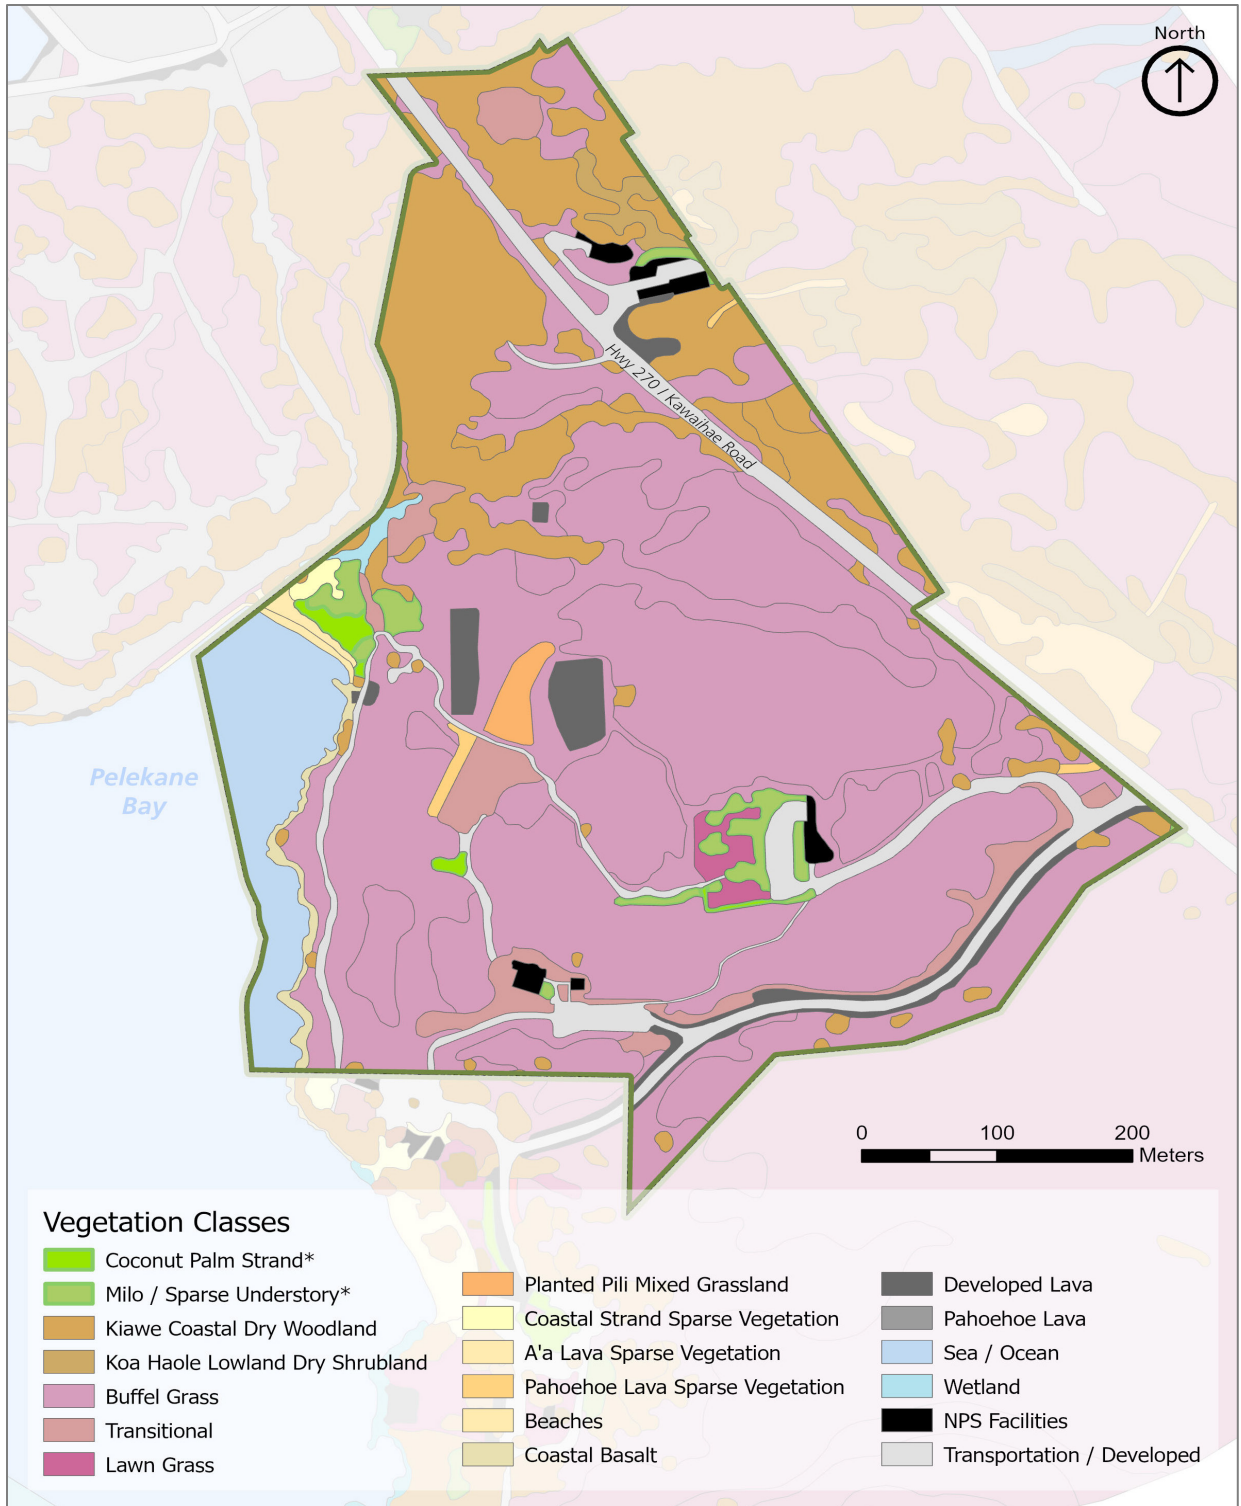 North
Hwy 270 / Kawaihae Road
Pelekane
Bay
0 100 200
Meters
Vegetation Classes
Coconut Palm Strand*
Milo / Sparse Understory*
Kiawe Coastal Dry Woodland
Koa Haole Lowland Dry Shrubland
Buffel Grass
Transitional
Lawn Grass
Planted Pili Mixed Grassland
Coastal Strand Sparse Vegetation
A'a Lava Sparse Vegetation
Pahoehoe Lava Sparse Vegetation
Beaches
Coastal Basalt
Developed Lava
Pahoehoe Lava
Sea / Ocean
Wetland
NPS Facilities
Transportation / Developed